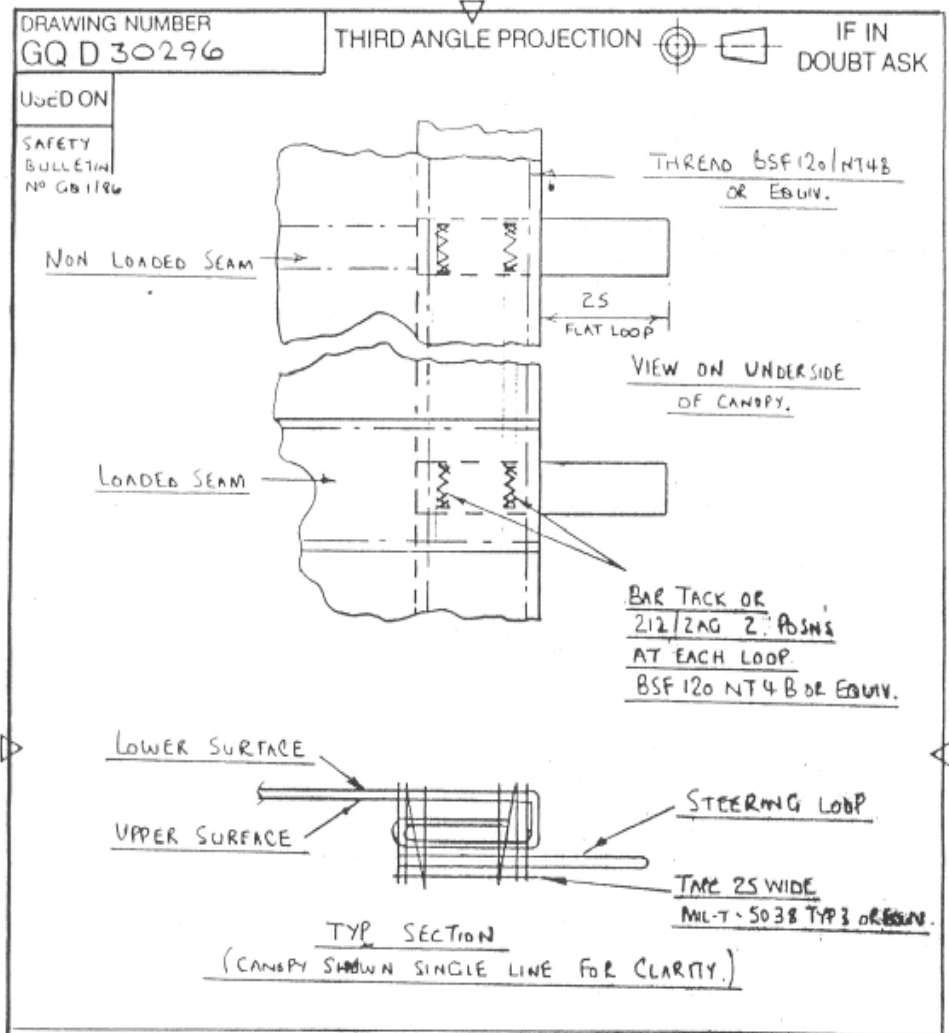 DRAWING NUMBER
GQ D 30296
THIRD ANGLE PROJECTION
IF IN
DOUBT ASK
USED ON
SAFETY
BULLETIN
Nº GQ 1/86
THREAD BSF 120/NT4B
OR EQUIV.
NON LOADED SEAM
25
FLAT LOOP
VIEW ON UNDERSIDE
OF CANOPY.
LOADED SEAM
BAR TACK OR
212/ZAG 2 POSNS
AT EACH LOOP.
BSF 120 NT4B OR EQUIV.
LOWER SURFACE
UPPER SURFACE
STEERING LOOP
TAPE 25 WIDE
MIL-T-5038 TYP 3 OR EQUIV.
TYP SECTION
(CANOPY SHOWN SINGLE LINE FOR CLARITY.)